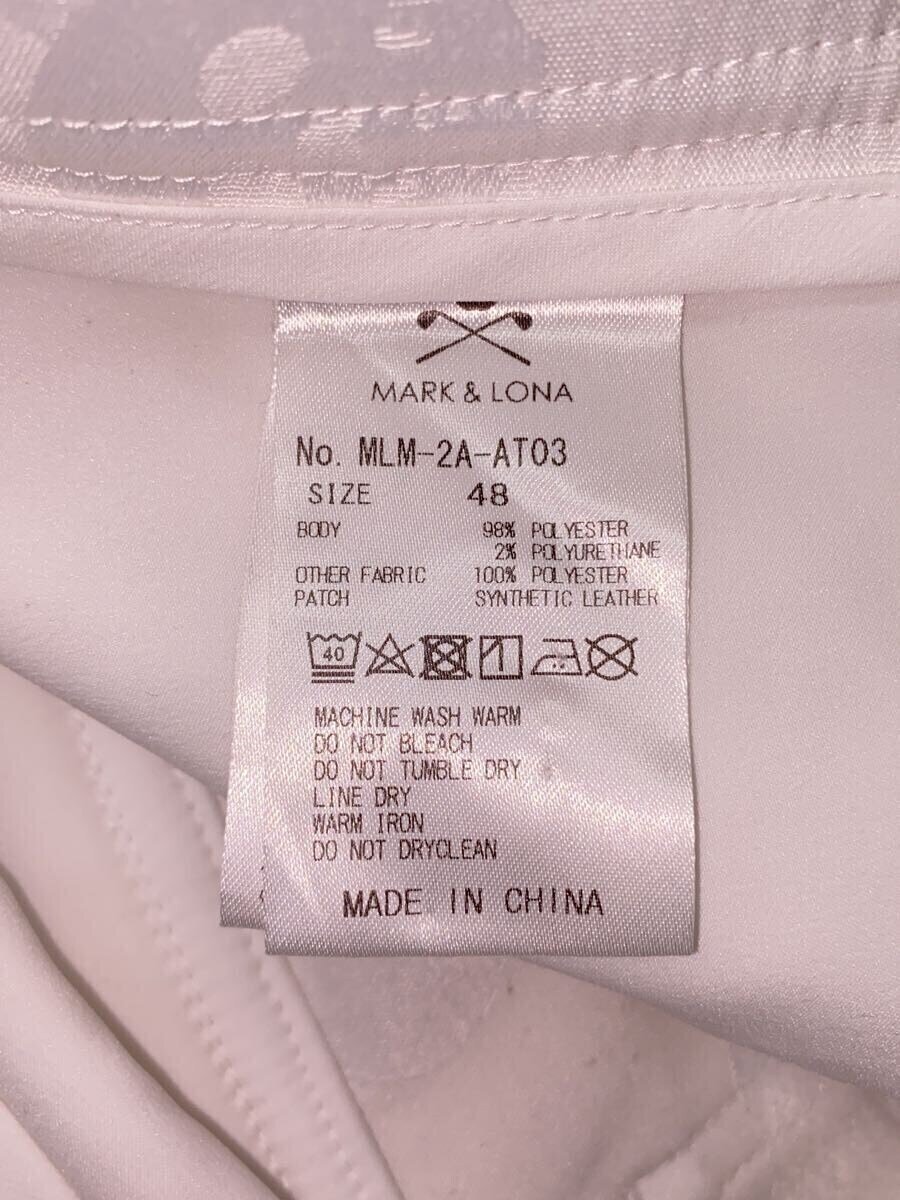 MARK & LONA
No. MLM-2A-AT03
SIZE 48
BODY 98% POLYESTER
2% POLYURETHANE
OTHER FABRIC 100% POLYESTER
PATCH SYNTHETIC LEATHER
40
MACHINE WASH WARM
DO NOT BLEACH
DO NOT TUMBLE DRY
LINE DRY
WARM IRON
DO NOT DRYCLEAN
MADE IN CHINA